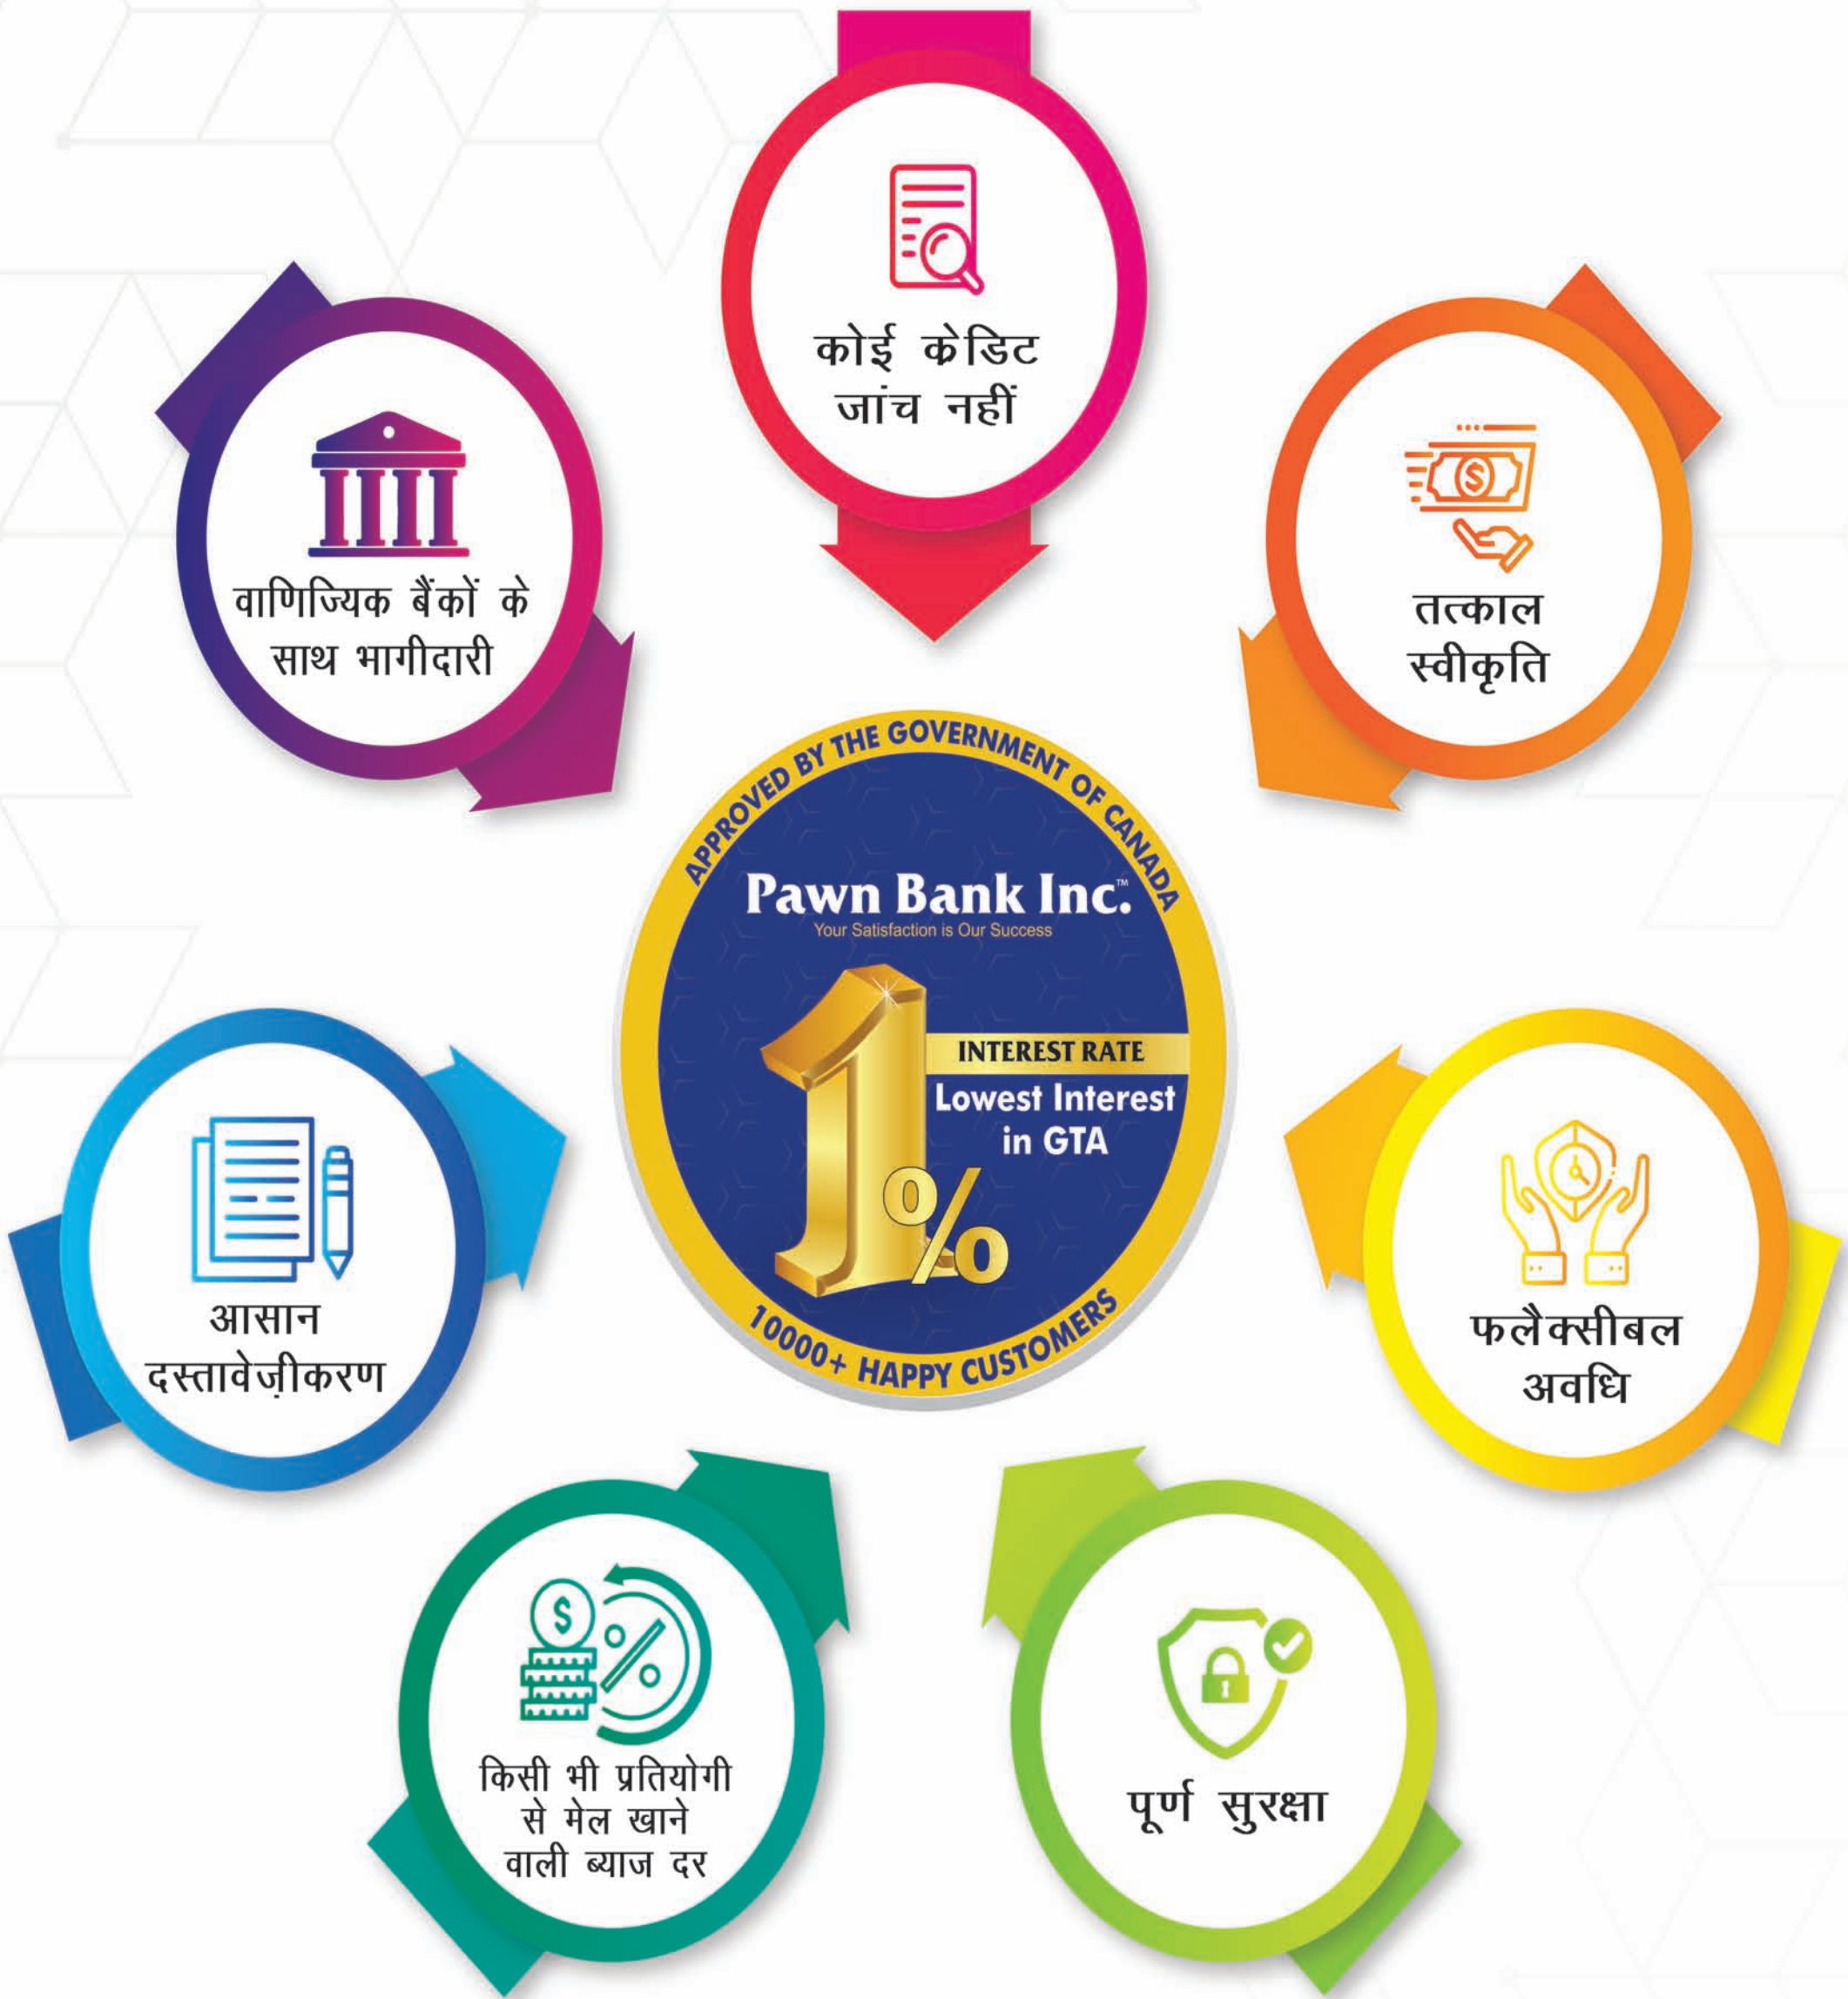 कोई क्रेडिट
जांच नहीं
वाणिज्यिक बैंकों के
साथ भागीदारी
तत्काल
स्वीकृति
APPROVED BY THE GOVERNMENT OF CANADA
Pawn Bank Inc.™
Your Satisfaction is Our Success
1%
INTEREST RATE
Lowest Interest
in GTA
10000+ HAPPY CUSTOMERS
आसान
दस्तावेज़ीकरण
फलैक्सीबल
अवधि
किसी भी प्रतियोगी
से मेल खाने
वाली ब्याज दर
पूर्ण सुरक्षा